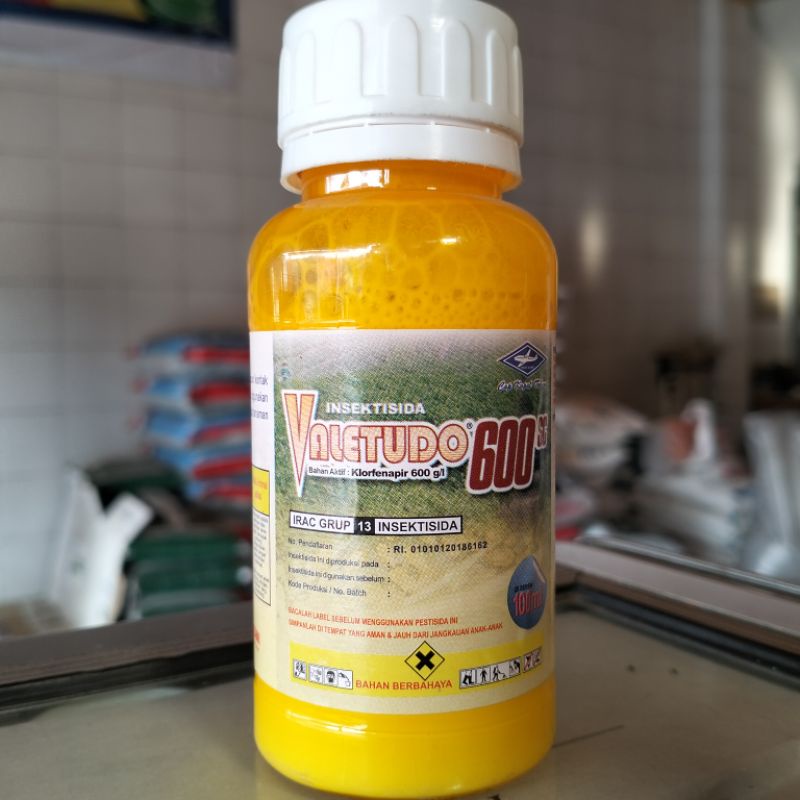 INSEKTISIDA
VALETUDO® 600 SC
Bahan Aktif : Klorfenapir 600 g/l
IRAC GRUP 13 INSEKTISIDA
No. Pendaftaran : RI. 01010120186162
Insektisida ini diproduksi pada :
Insektisida ini digunakan sebelum :
Kode Produksi / No. Batch :
100 ml
BACALAH LABEL SEBELUM MENGGUNAKAN PESTISIDA INI
SIMPANLAH DI TEMPAT YANG AMAN & JAUH DARI JANGKAUAN ANAK-ANAK
BAHAN BERBAHAYA